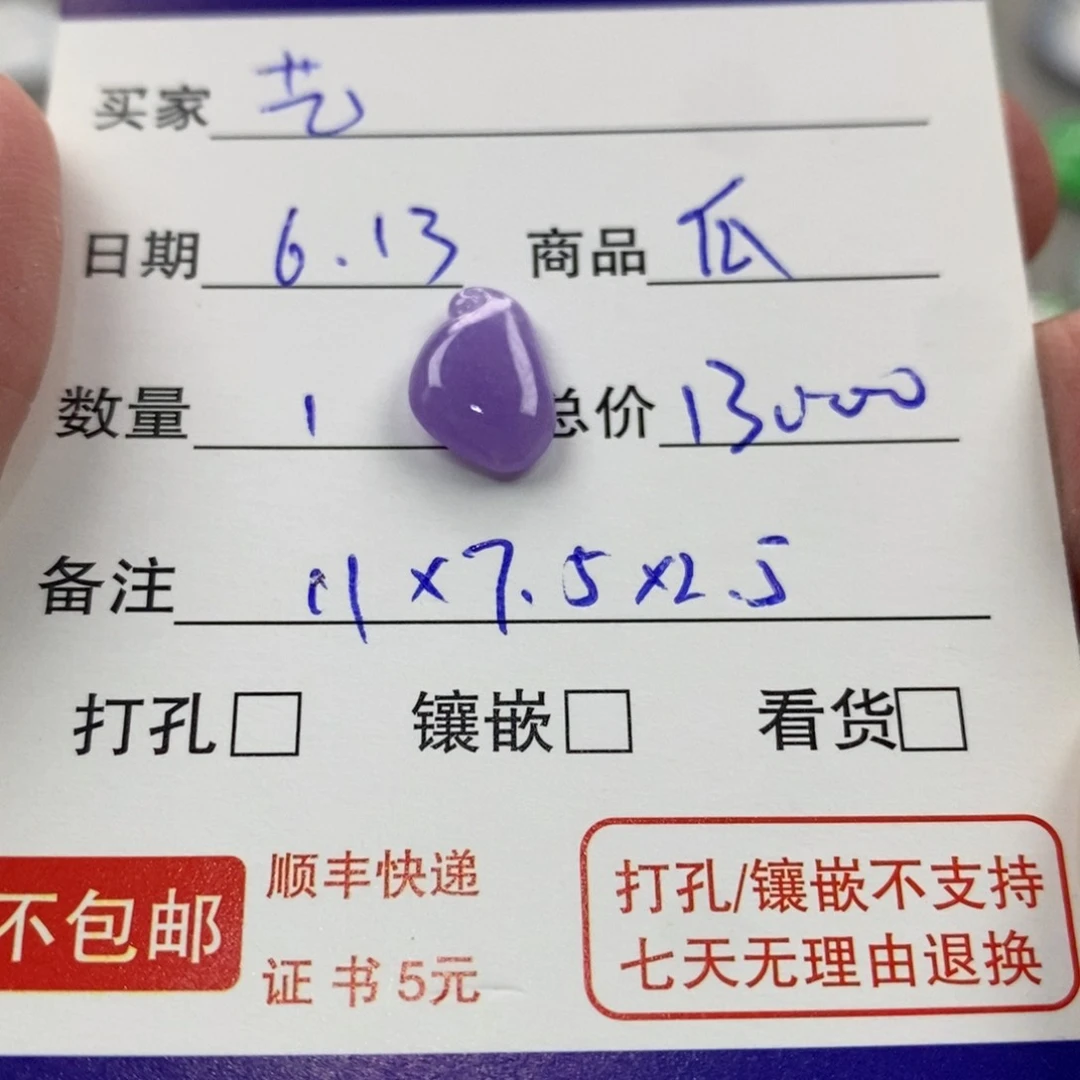 买家 艺
日期 6.13 商品 瓜
数量 1 总价 13000
备注 11×7.5×2.5
打孔□ 镶嵌□ 看货□
不包邮
顺丰快递
证书5元
打孔/镶嵌不支持
七天无理由退换